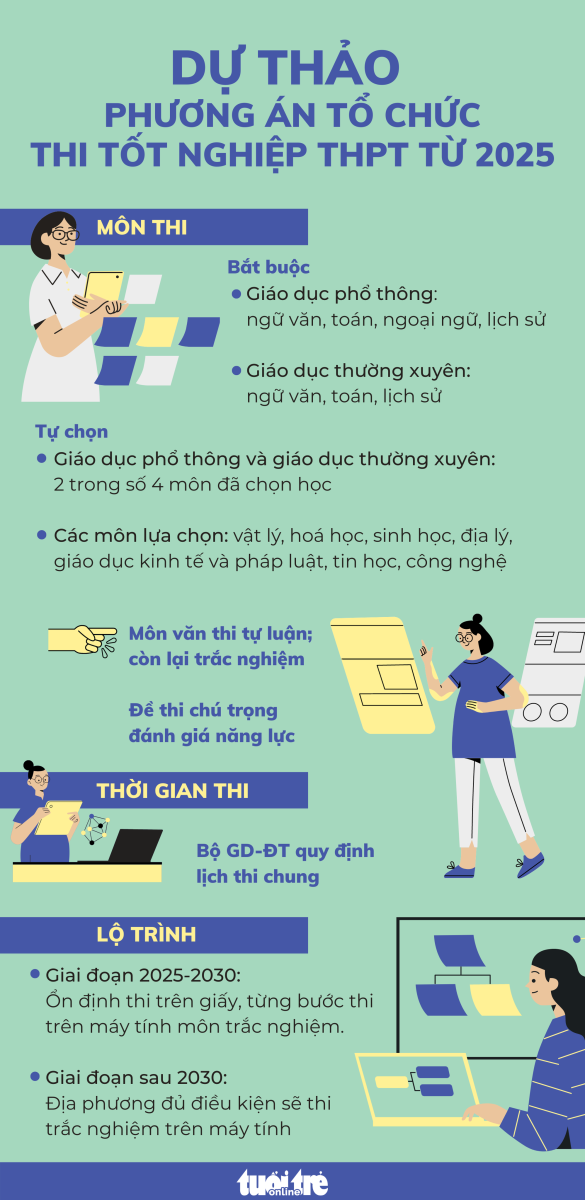 DỰ THẢO
PHƯƠNG ÁN TỔ CHỨC
THI TỐT NGHIỆP THPT TỪ 2025
MÔN THI
Bắt buộc
Giáo dục phổ thông:
ngữ văn, toán, ngoại ngữ, lịch sử
Giáo dục thường xuyên:
ngữ văn, toán, lịch sử
Tự chọn
Giáo dục phổ thông và giáo dục thường xuyên:
2 trong số 4 môn đã chọn học
Các môn lựa chọn: vật lý, hoá học, sinh học, địa lý,
giáo dục kinh tế và pháp luật, tin học, công nghệ
Môn văn thi tự luận;
còn lại trắc nghiệm
Đề thi chú trọng
đánh giá năng lực
THỜI GIAN THI
Bộ GD-ĐT quy định
lịch thi chung
LỘ TRÌNH
Giai đoạn 2025-2030:
Ổn định thi trên giấy, từng bước thi
trên máy tính môn trắc nghiệm.
Giai đoạn sau 2030:
Địa phương đủ điều kiện sẽ thi
trắc nghiệm trên máy tính
tuổi trẻ
online